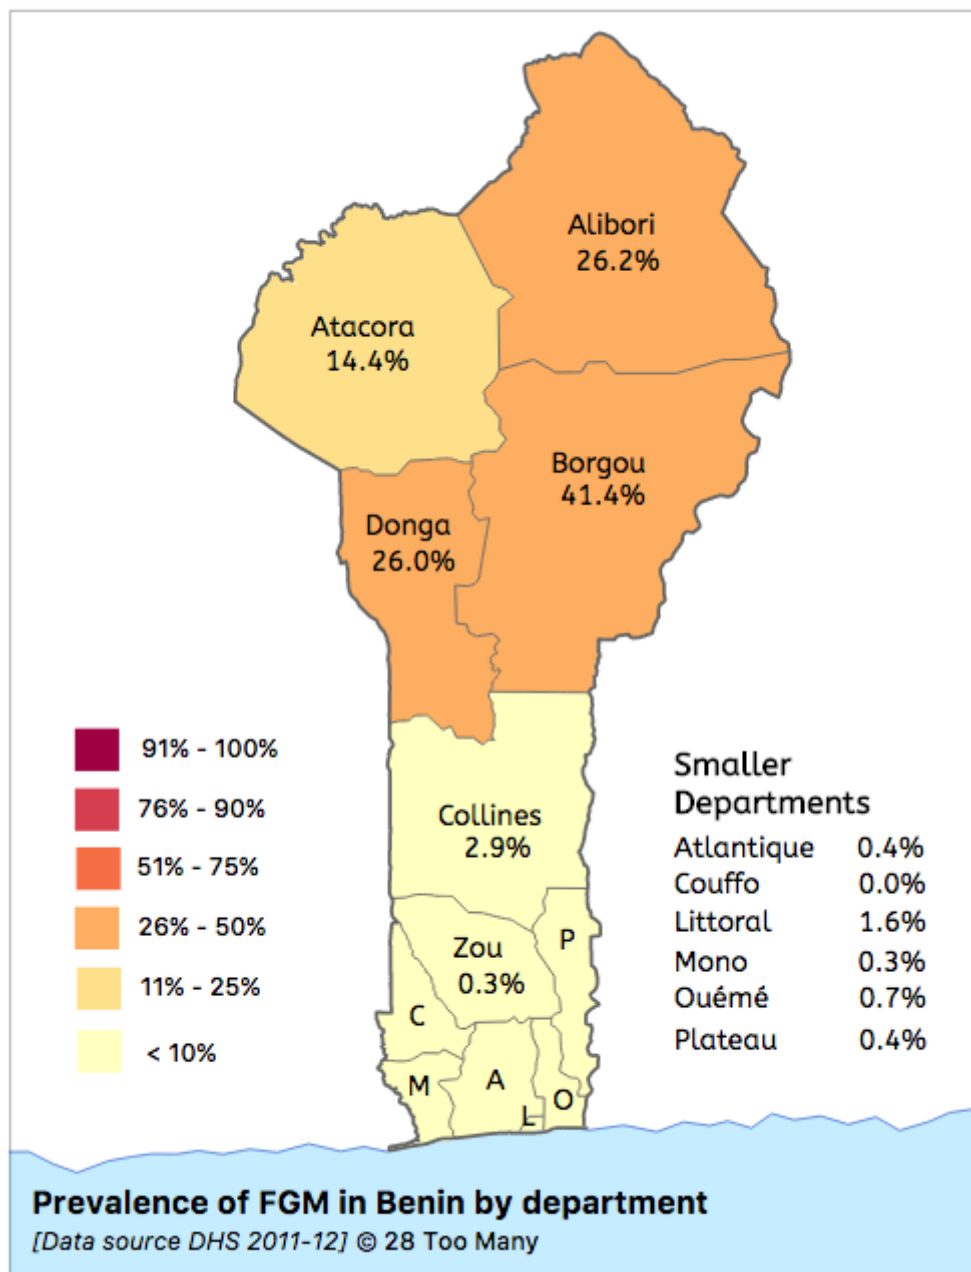 Alibori
26.2%
Atacora
14.4%
Borgou
41.4%
Donga
26.0%
91% - 100%
76% - 90%
51% - 75%
26% - 50%
11% - 25%
< 10%
Collines
2.9%
Zou
0.3%
P
C
M
A
L
O
Smaller
Departments
Atlantique 0.4%
Couffo 0.0%
Littoral 1.6%
Mono 0.3%
Ouémé 0.7%
Plateau 0.4%
Prevalence of FGM in Benin by department
[Data source DHS 2011-12] © 28 Too Many